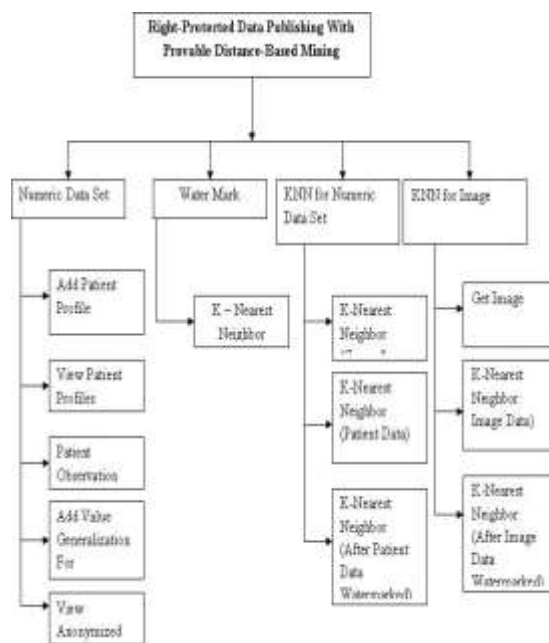 Right-Protected Data Publishing With
Provable Distance-Based Mining
Numeric Data Set
Water Mark
KNN for Numeric
Data Set
KNN for Image
Add Patient
Profile
View Patient
Profiles
Patient
Observation
Add Value
Generalization
For
View
Anonymized
K – Nearest
Neighbor
K-Nearest
Neighbor
K-Nearest
Neighbor
(Patient Data)
K-Nearest
Neighbor
(After Patient
Data
Watermarked)
Get Image
K-Nearest
Neighbor
Image Data)
K-Nearest
Neighbor
(After Image
Data
Watermarked)